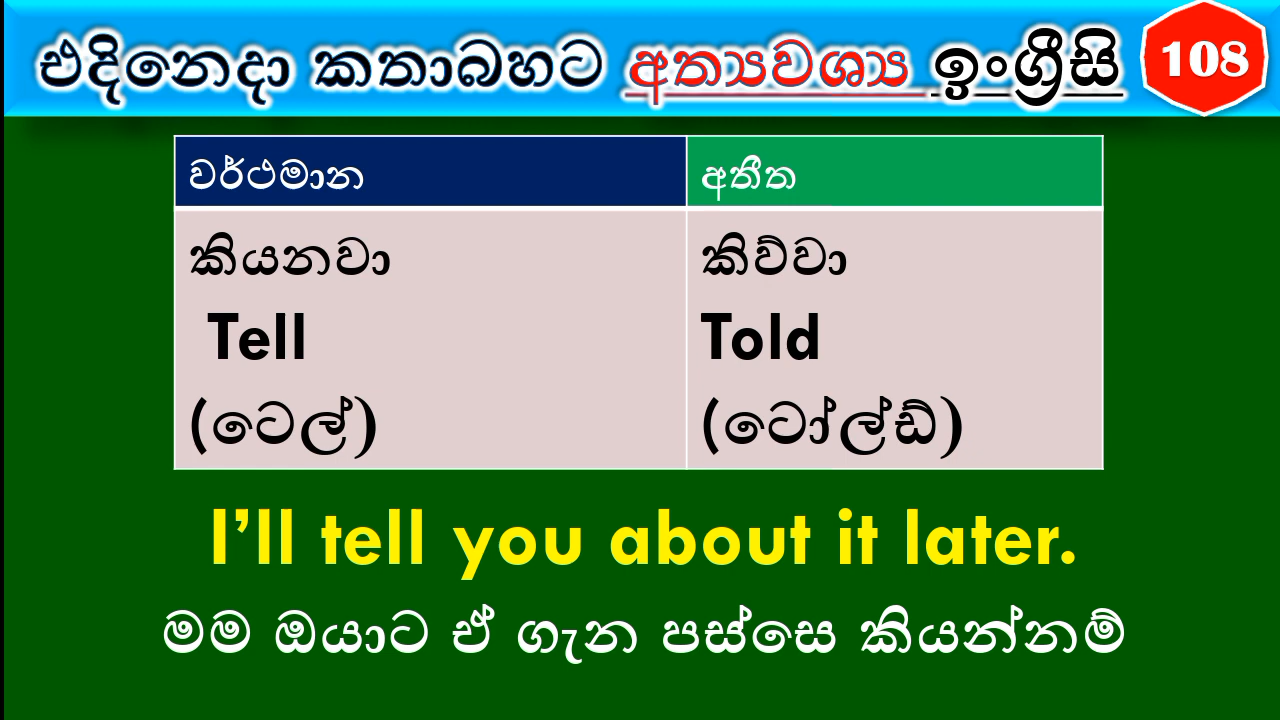 එදිනෙදා කතාබහට අත්‍යවශ්‍ය ඉංග්‍රීසි 108
වර්ථමාන අතීත
කියනවා කිව්වා
Tell Told
(ටෙල්) (ටෝල්ඩ්)
I’ll tell you about it later.
මම ඔයාට ඒ ගැන පස්සෙ කියන්නම්